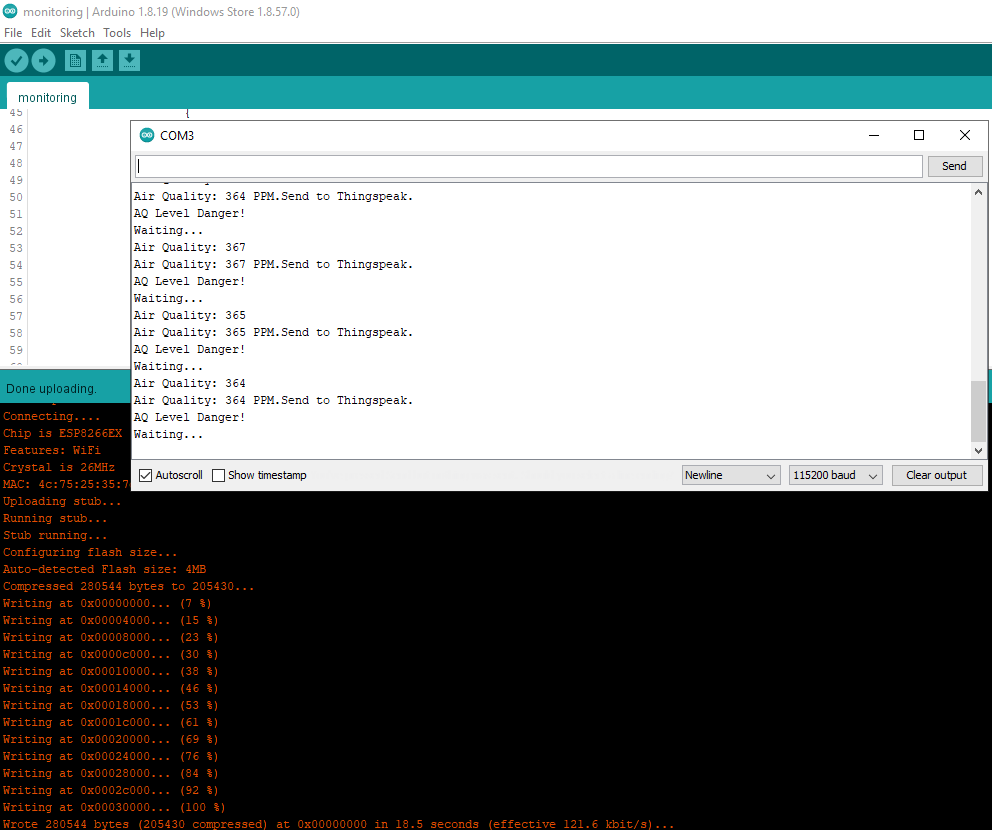 monitoring | Arduino 1.8.19 (Windows Store 1.8.57.0)
File Edit Sketch Tools Help
monitoring
45 {
46
47
48
49
50
51
52
53
54
55
56
57
58
59
COM3
Send
Air Quality: 364 PPM.Send to Thingspeak.
AQ Level Danger!
Waiting...
Air Quality: 367
Air Quality: 367 PPM.Send to Thingspeak.
AQ Level Danger!
Waiting...
Air Quality: 365
Air Quality: 365 PPM.Send to Thingspeak.
AQ Level Danger!
Waiting...
Air Quality: 364
Air Quality: 364 PPM.Send to Thingspeak.
AQ Level Danger!
Waiting...
Autoscroll Show timestamp Newline 115200 baud Clear output
Done uploading.
Connecting....
Chip is ESP8266EX
Features: WiFi
Crystal is 26MHz
MAC: 4c:75:25:35:7
Uploading stub...
Running stub...
Stub running...
Configuring flash size...
Auto-detected Flash size: 4MB
Compressed 280544 bytes to 205430...
Writing at 0x00000000... (7 %)
Writing at 0x00004000... (15 %)
Writing at 0x00008000... (23 %)
Writing at 0x0000c000... (30 %)
Writing at 0x00010000... (38 %)
Writing at 0x00014000... (46 %)
Writing at 0x00018000... (53 %)
Writing at 0x0001c000... (61 %)
Writing at 0x00020000... (69 %)
Writing at 0x00024000... (76 %)
Writing at 0x00028000... (84 %)
Writing at 0x0002c000... (92 %)
Writing at 0x00030000... (100 %)
Wrote 280544 bytes (205430 compressed) at 0x00000000 in 18.5 seconds (effective 121.6 kbit/s)...